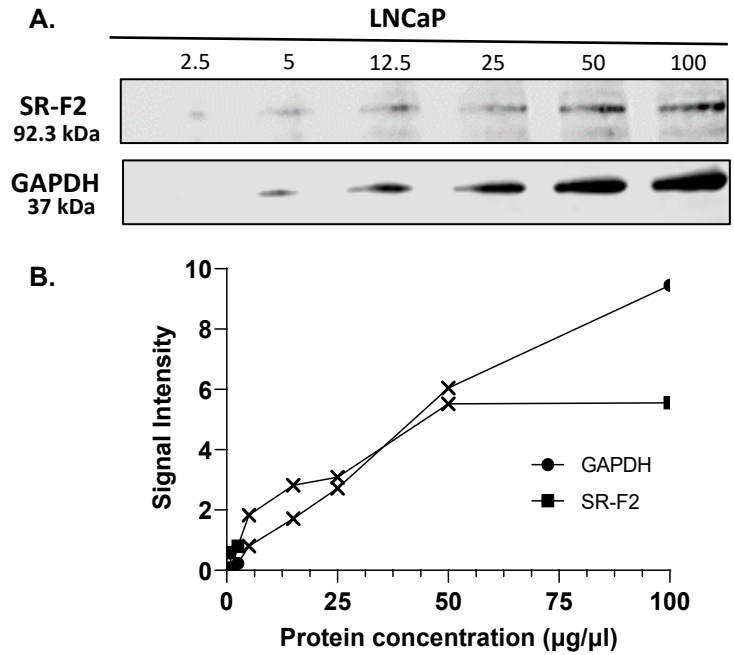 A.
LNCaP
2.5 5 12.5 25 50 100
SR-F2
92.3 kDa
GAPDH
37 kDa
B.
10
8
6
4
2
0
Signal Intensity
GAPDH
SR-F2
0 25 50 75 100
Protein concentration (µg/µl)